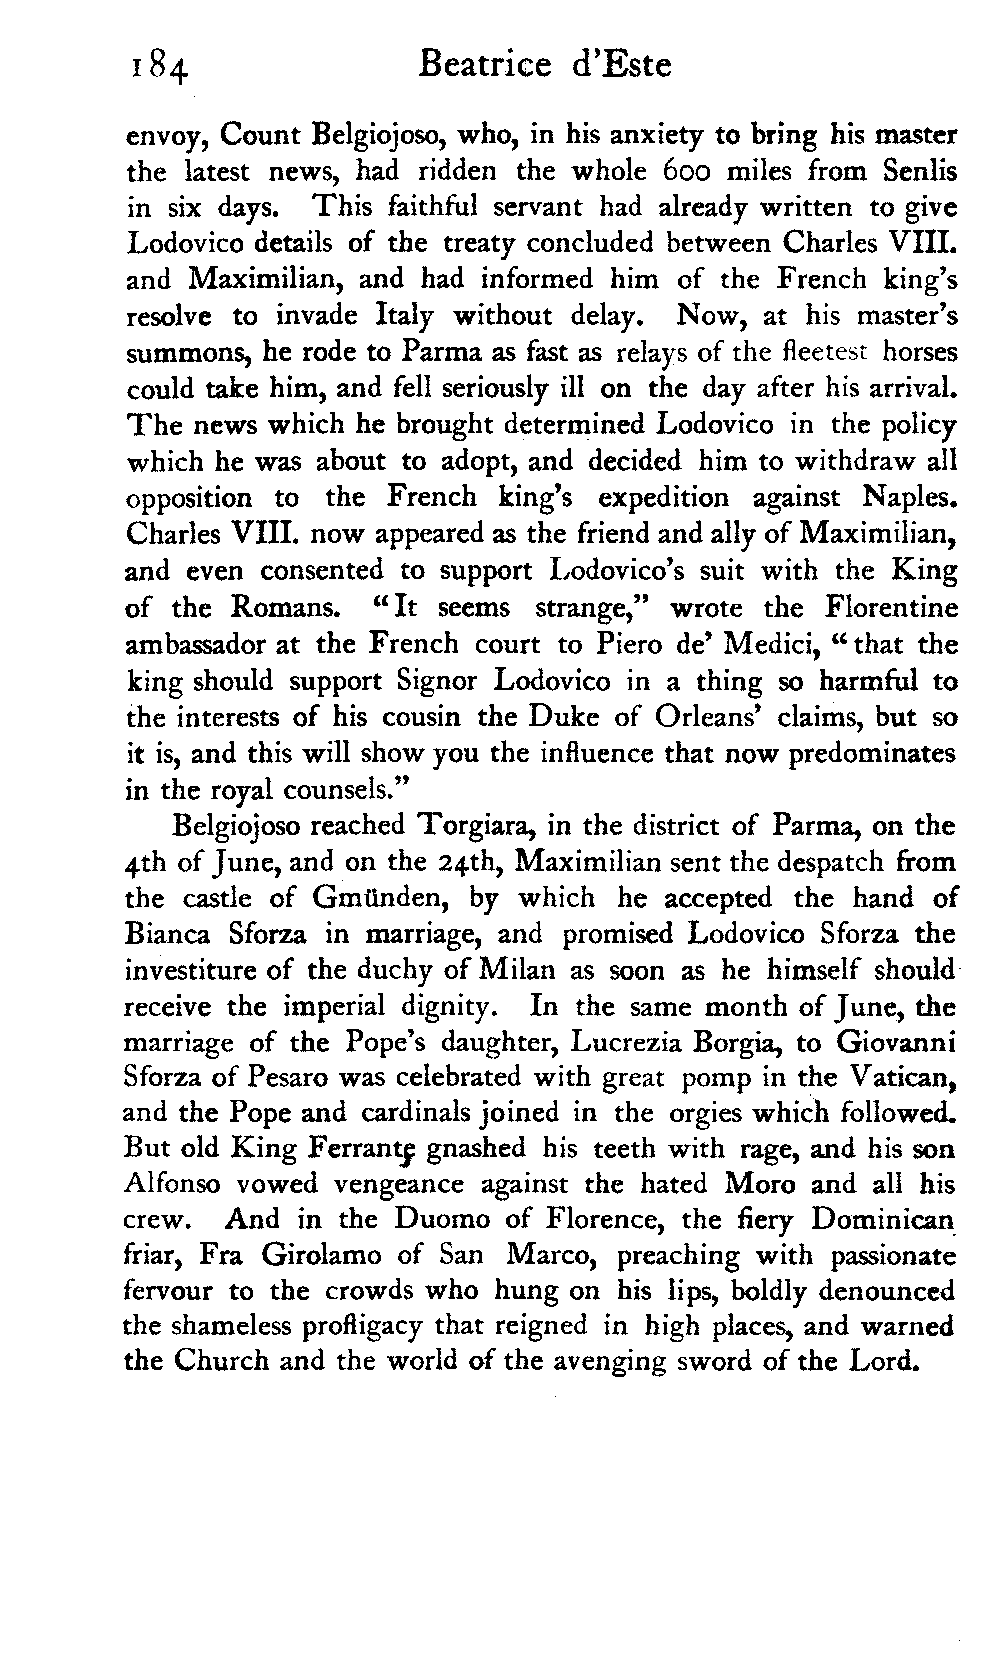 184 Beatrice d'Este
envoy, Count Belgiojoso, who, in his anxiety to bring his master
the latest news, had ridden the whole 600 miles from Senlis
in six days. This faithful servant had already written to give
Lodovico details of the treaty concluded between Charles VIII.
and Maximilian, and had informed him of the French king's
resolve to invade Italy without delay. Now, at his master's
summons, he rode to Parma as fast as relays of the fleetest horses
could take him, and fell seriously ill on the day after his arrival.
The news which he brought determined Lodovico in the policy
which he was about to adopt, and decided him to withdraw all
opposition to the French king's expedition against Naples.
Charles VIII. now appeared as the friend and ally of Maximilian,
and even consented to support Lodovico's suit with the King
of the Romans. "It seems strange," wrote the Florentine
ambassador at the French court to Piero de' Medici, "that the
king should support Signor Lodovico in a thing so harmful to
the interests of his cousin the Duke of Orleans' claims, but so
it is, and this will show you the influence that now predominates
in the royal counsels."
Belgiojoso reached Torgiara, in the district of Parma, on the
4th of June, and on the 24th, Maximilian sent the despatch from
the castle of Gmünden, by which he accepted the hand of
Bianca Sforza in marriage, and promised Lodovico Sforza the
investiture of the duchy of Milan as soon as he himself should
receive the imperial dignity. In the same month of June, the
marriage of the Pope's daughter, Lucrezia Borgia, to Giovanni
Sforza of Pesaro was celebrated with great pomp in the Vatican,
and the Pope and cardinals joined in the orgies which followed.
But old King Ferrante gnashed his teeth with rage, and his son
Alfonso vowed vengeance against the hated Moro and all his
crew. And in the Duomo of Florence, the fiery Dominican
friar, Fra Girolamo of San Marco, preaching with passionate
fervour to the crowds who hung on his lips, boldly denounced
the shameless profligacy that reigned in high places, and warned
the Church and the world of the avenging sword of the Lord.